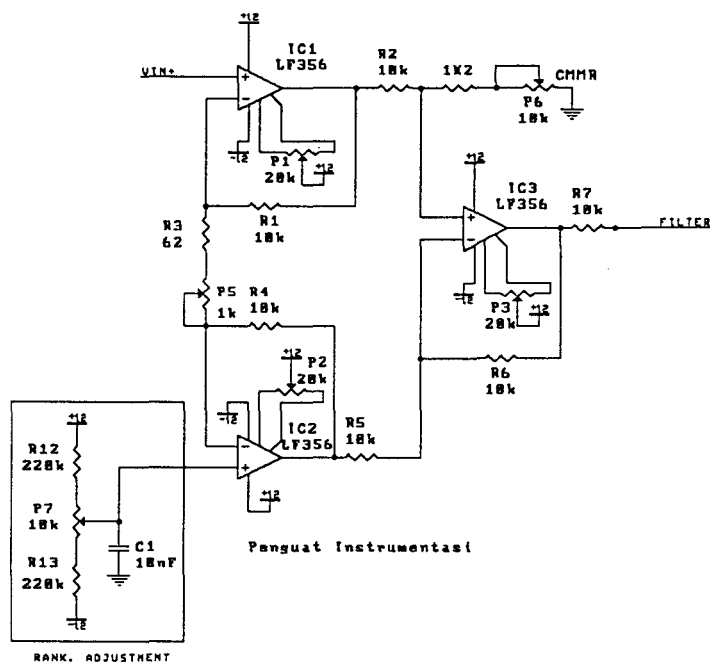 +12
IC1
LF356
VIN+
+
-
-12
P1
20k
+12
R2
10k
1K2
CMMR
P6
10k
+12
IC3
LF356
R7
10k
FILTER
+
-
-12
P3
20k
+12
R1
10k
R3
62
P5
1k
R4
10k
R6
10k
+12
P2
20k
-12
IC2
LF356
-
+
+12
R5
10k
+12
R12
220k
P7
10k
C1
10nF
R13
220k
-12
Penguat Instrumentasi
RANK. ADJUSTMENT